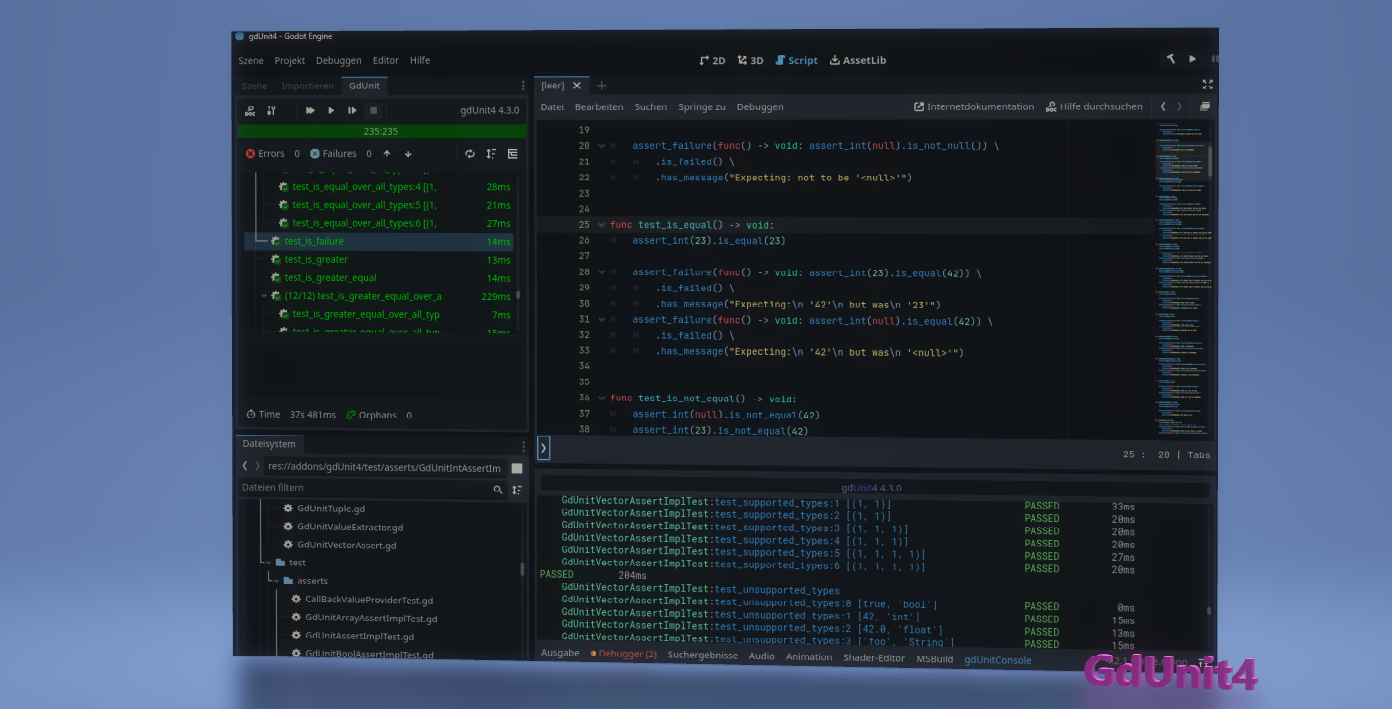 gdUnit4 - Godot Engine
Szene Projekt Debuggen Editor Hilfe
2D 3D Script AssetLib
Szene Importieren GdUnit
gdUnit4 4.3.0
235:235
Errors 0 Failures 0
test_is_equal_over_all_types:4 [(1, 28ms
test_is_equal_over_all_types:5 [(1, 21ms
test_is_equal_over_all_types:6 [(1, 27ms
test_is_failure 14ms
test_is_greater 13ms
test_is_greater_equal 14ms
(12/12) test_is_greater_equal_over_a 229ms
test_is_greater_equal_over_all_typ 7ms
test_is_greater_equal_over_all_typ 15ms
Time 37s 481ms Orphans 0
Dateisystem
res://addons/gdUnit4/test/asserts/GdUnitIntAssertIm
Dateien filtern
GdUnitTuple.gd
GdUnitValueExtractor.gd
GdUnitVectorAssert.gd
test
asserts
CallBackValueProviderTest.gd
GdUnitArrayAssertImplTest.gd
GdUnitAssertImplTest.gd
GdUnitBoolAssertImplTest.gd
[leer]
Datei Bearbeiten Suchen Springe zu Debuggen Internetdokumentation Hilfe durchsuchen
19
20 assert_failure(func() -> void: assert_int(null).is_not_null()) \
21 .is_failed() \
22 .has_message("Expecting: not to be '<null>'")
23
24
25 func test_is_equal() -> void:
26 assert_int(23).is_equal(23)
27
28 assert_failure(func() -> void: assert_int(23).is_equal(42)) \
29 .is_failed() \
30 .has_message("Expecting:\n '42'\n but was\n '23'")
31 assert_failure(func() -> void: assert_int(null).is_equal(42)) \
32 .is_failed() \
33 .has_message("Expecting:\n '42'\n but was\n '<null>'")
34
35
36 func test_is_not_equal() -> void:
37 assert_int(null).is_not_equal(42)
38 assert_int(23).is_not_equal(42)
25 : 20 | Tabs
gdUnit4 4.3.0
GdUnitVectorAssertImplTest:test_supported_types:1 [(1, 1)] PASSED 33ms
GdUnitVectorAssertImplTest:test_supported_types:2 [(1, 1)] PASSED 20ms
GdUnitVectorAssertImplTest:test_supported_types:3 [(1, 1, 1)] PASSED 20ms
GdUnitVectorAssertImplTest:test_supported_types:4 [(1, 1, 1)] PASSED 20ms
GdUnitVectorAssertImplTest:test_supported_types:5 [(1, 1, 1, 1)] PASSED 27ms
GdUnitVectorAssertImplTest:test_supported_types:6 [(1, 1, 1, 1)] PASSED 20ms
PASSED 204ms
GdUnitVectorAssertImplTest:test_unsupported_types
GdUnitVectorAssertImplTest:test_unsupported_types:0 [true, 'bool'] PASSED 0ms
GdUnitVectorAssertImplTest:test_unsupported_types:1 [42, 'int'] PASSED 15ms
GdUnitVectorAssertImplTest:test_unsupported_types:2 [42.0, 'float'] PASSED 13ms
GdUnitVectorAssertImplTest:test_unsupported_types:3 ['foo', 'String'] PASSED 15ms
Ausgabe Debugger (2) Suchergebnisse Audio Animation Shader-Editor MSBuild gdUnitConsole
GdUnit4